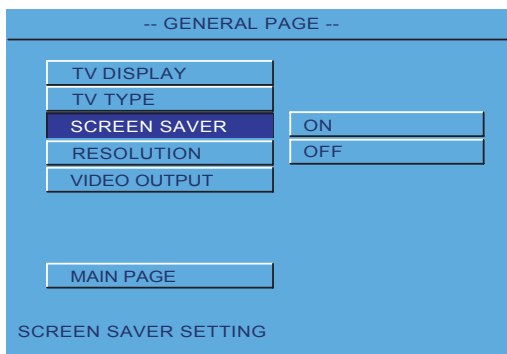 -- GENERAL PAGE --
TV DISPLAY
TV TYPE
SCREEN SAVER
ON
RESOLUTION
OFF
VIDEO OUTPUT
MAIN PAGE
SCREEN SAVER SETTING